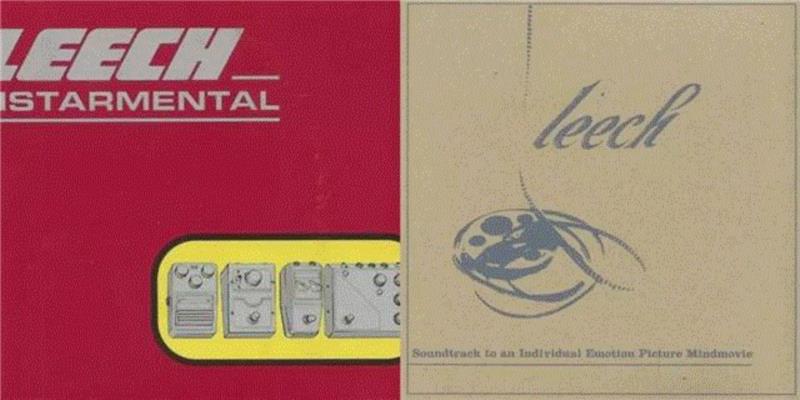 LEECH
ISTARMENTAL
leech
Soundtrack to an Individual Emotion Picture Mindmovie